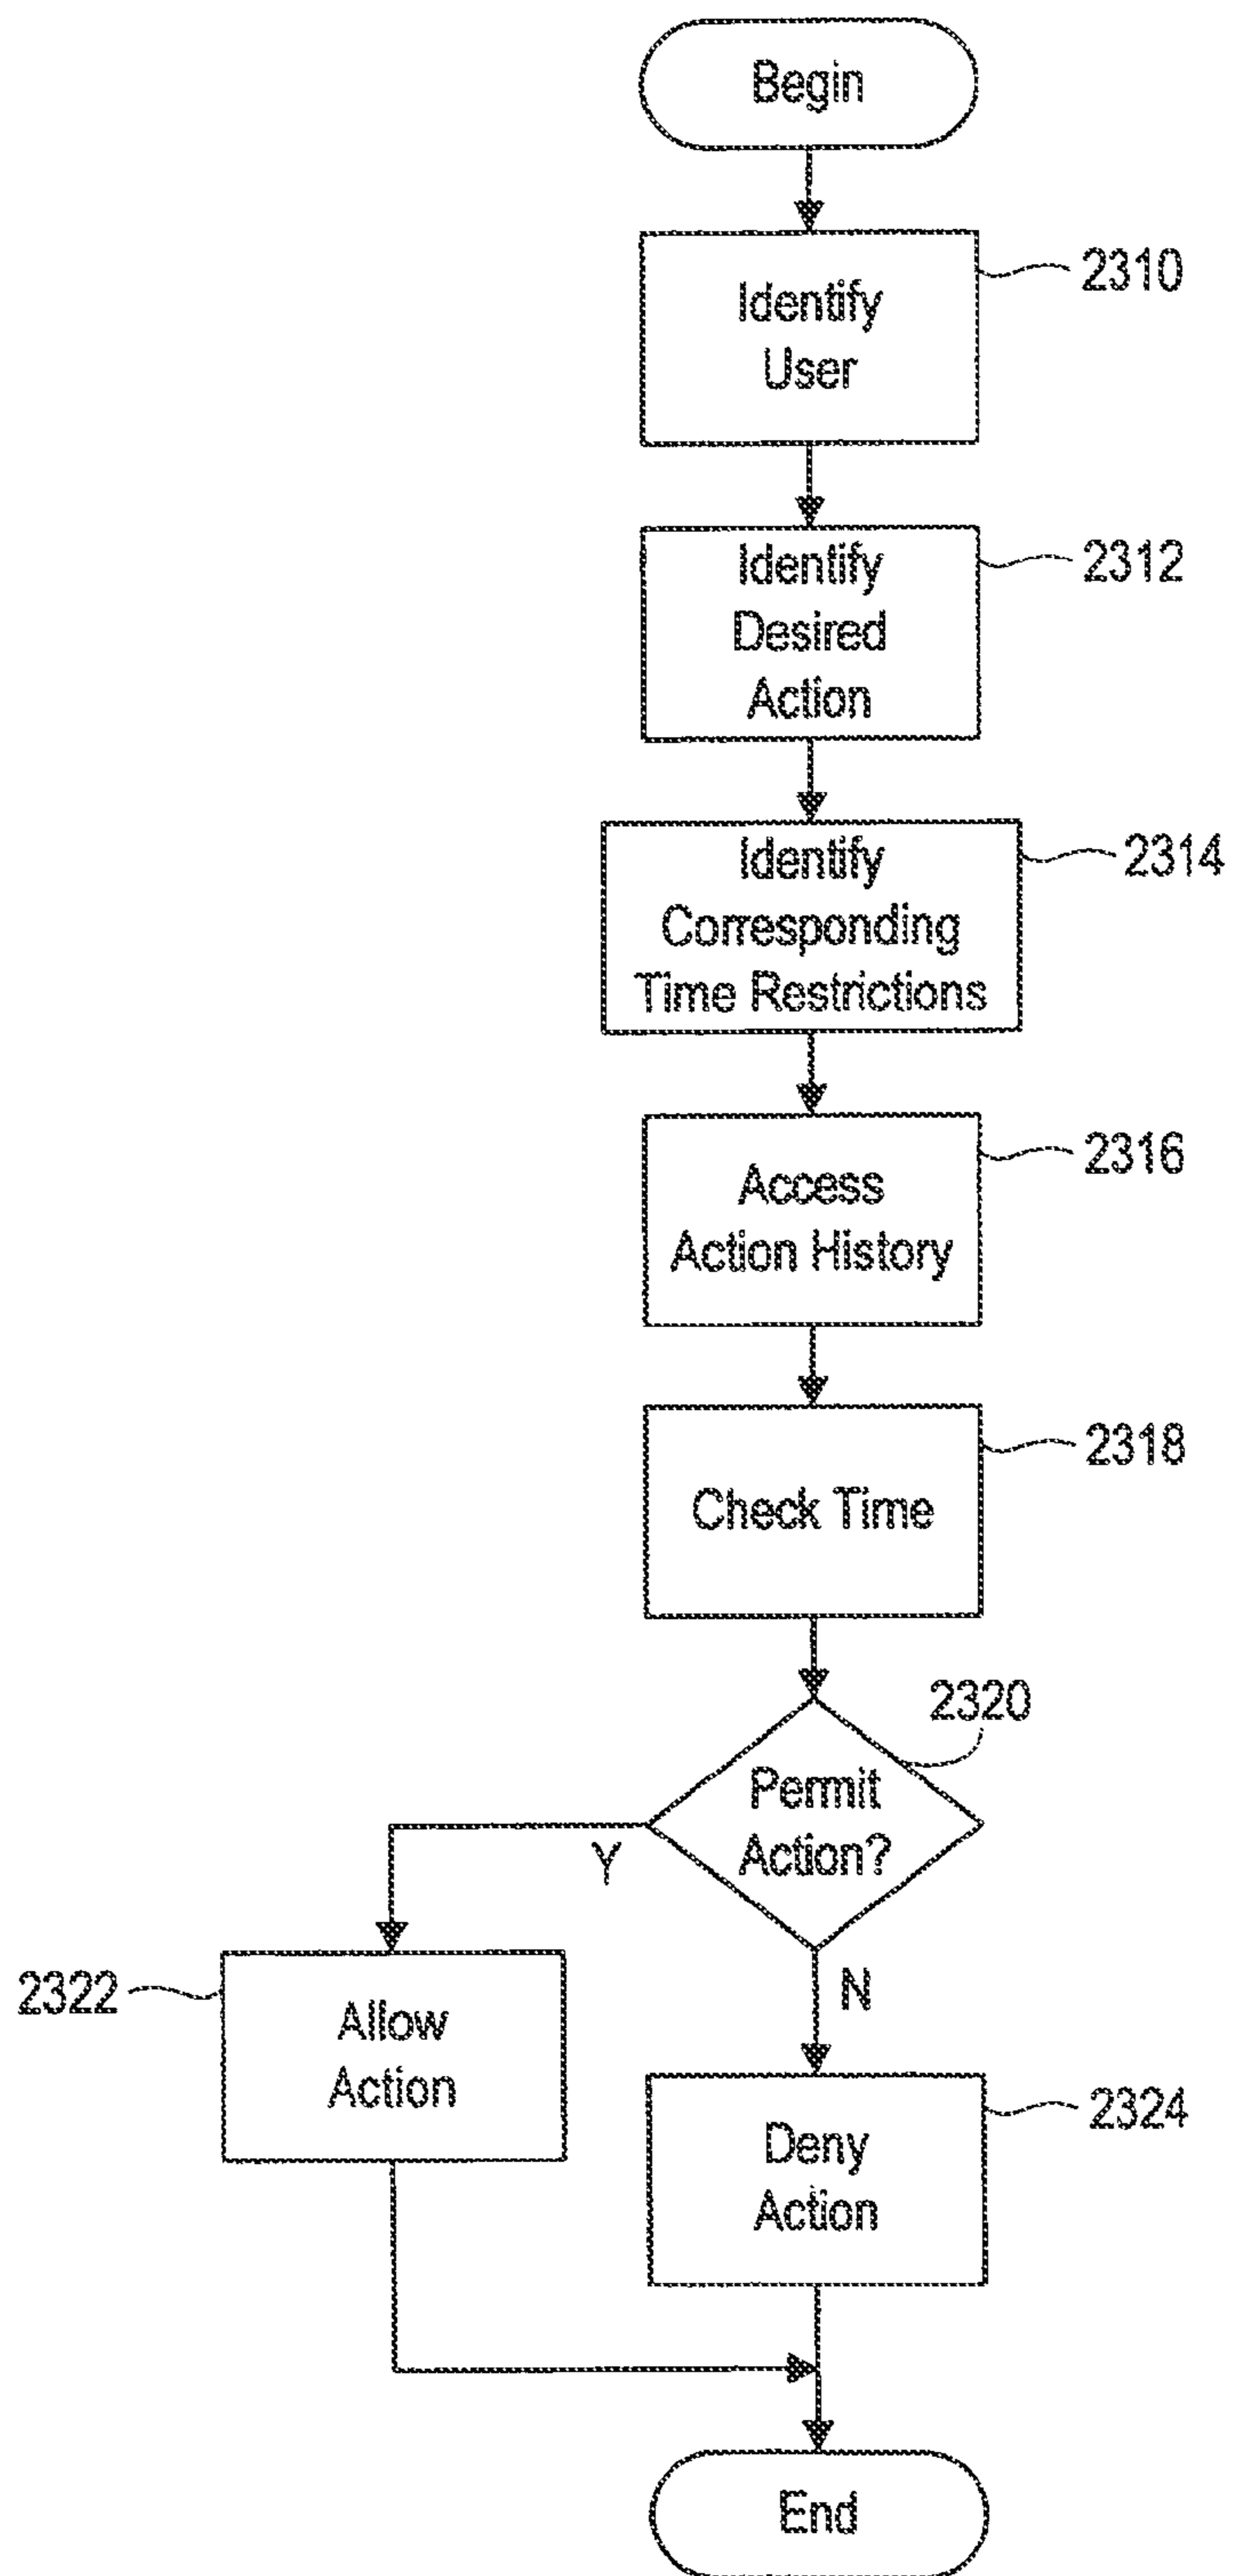 Begin
2310
Identify
User
2312
Identify
Desired
Action
2314
Identify
Corresponding
Time Restrictions
2316
Access
Action History
2318
Check Time
2320
Permit
Action?
Y
N
2322
Allow
Action
2324
Deny
Action
End